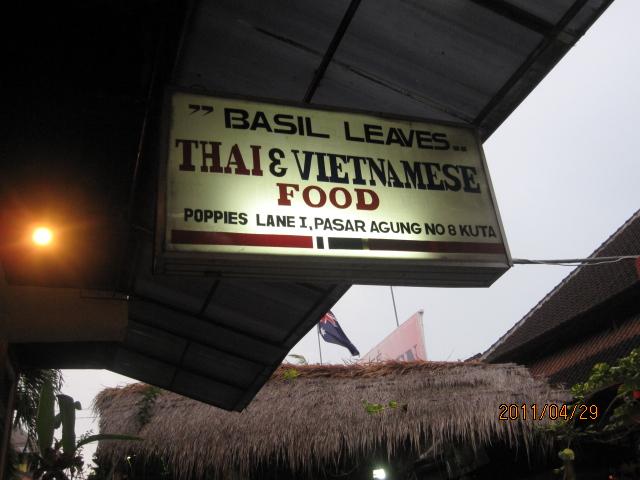 ” BASIL LEAVES..
THAI & VIETNAMESE
FOOD
POPPIES LANE I, PASAR AGUNG NO 8 KUTA
2011/04/29